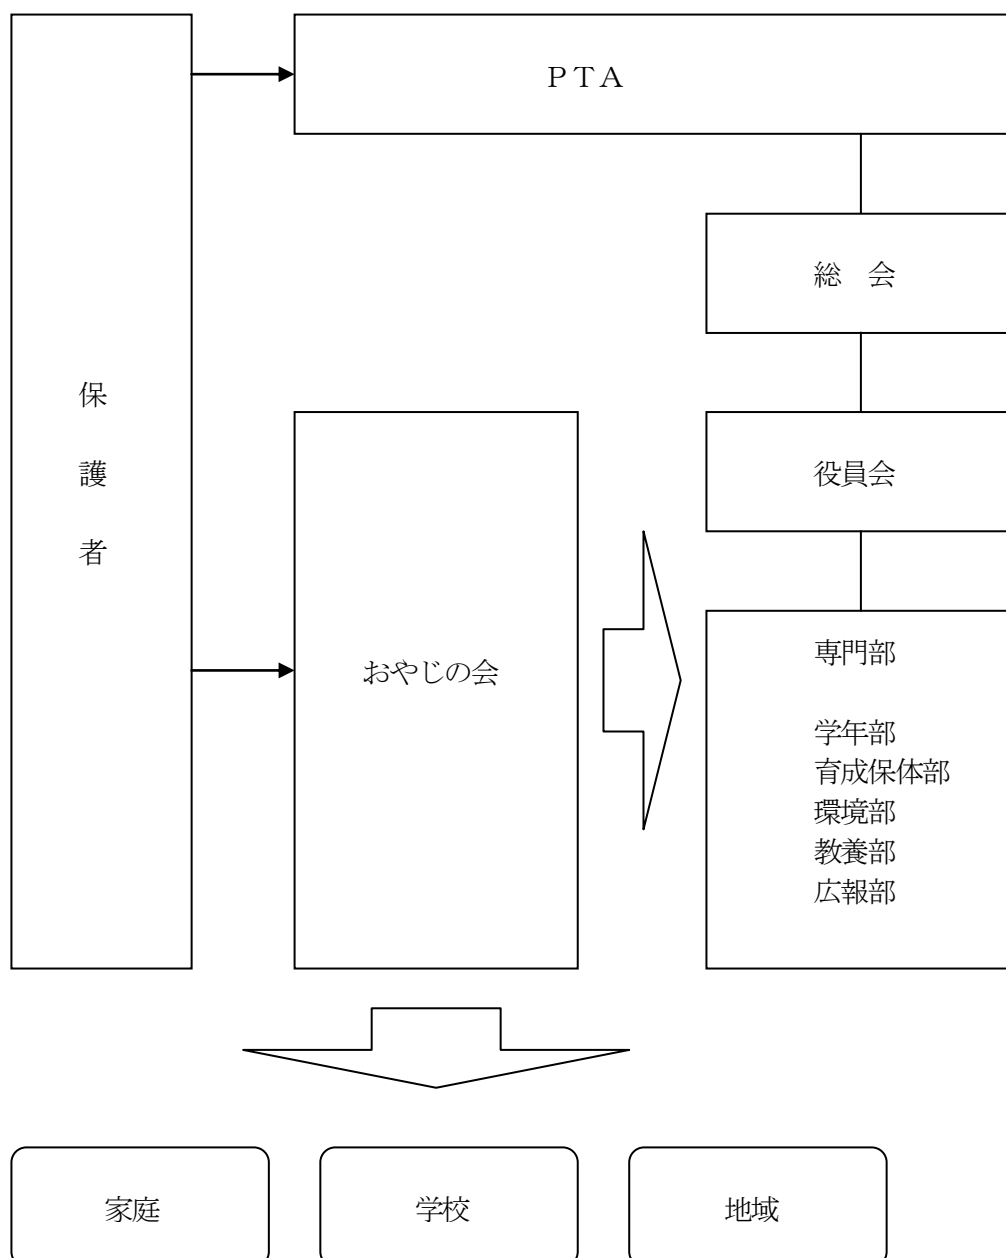 ＰＴＡ
総　会
保
護
者
役員会
おやじの会
専門部
学年部
育成保体部
環境部
教養部
広報部
家庭
学校
地域